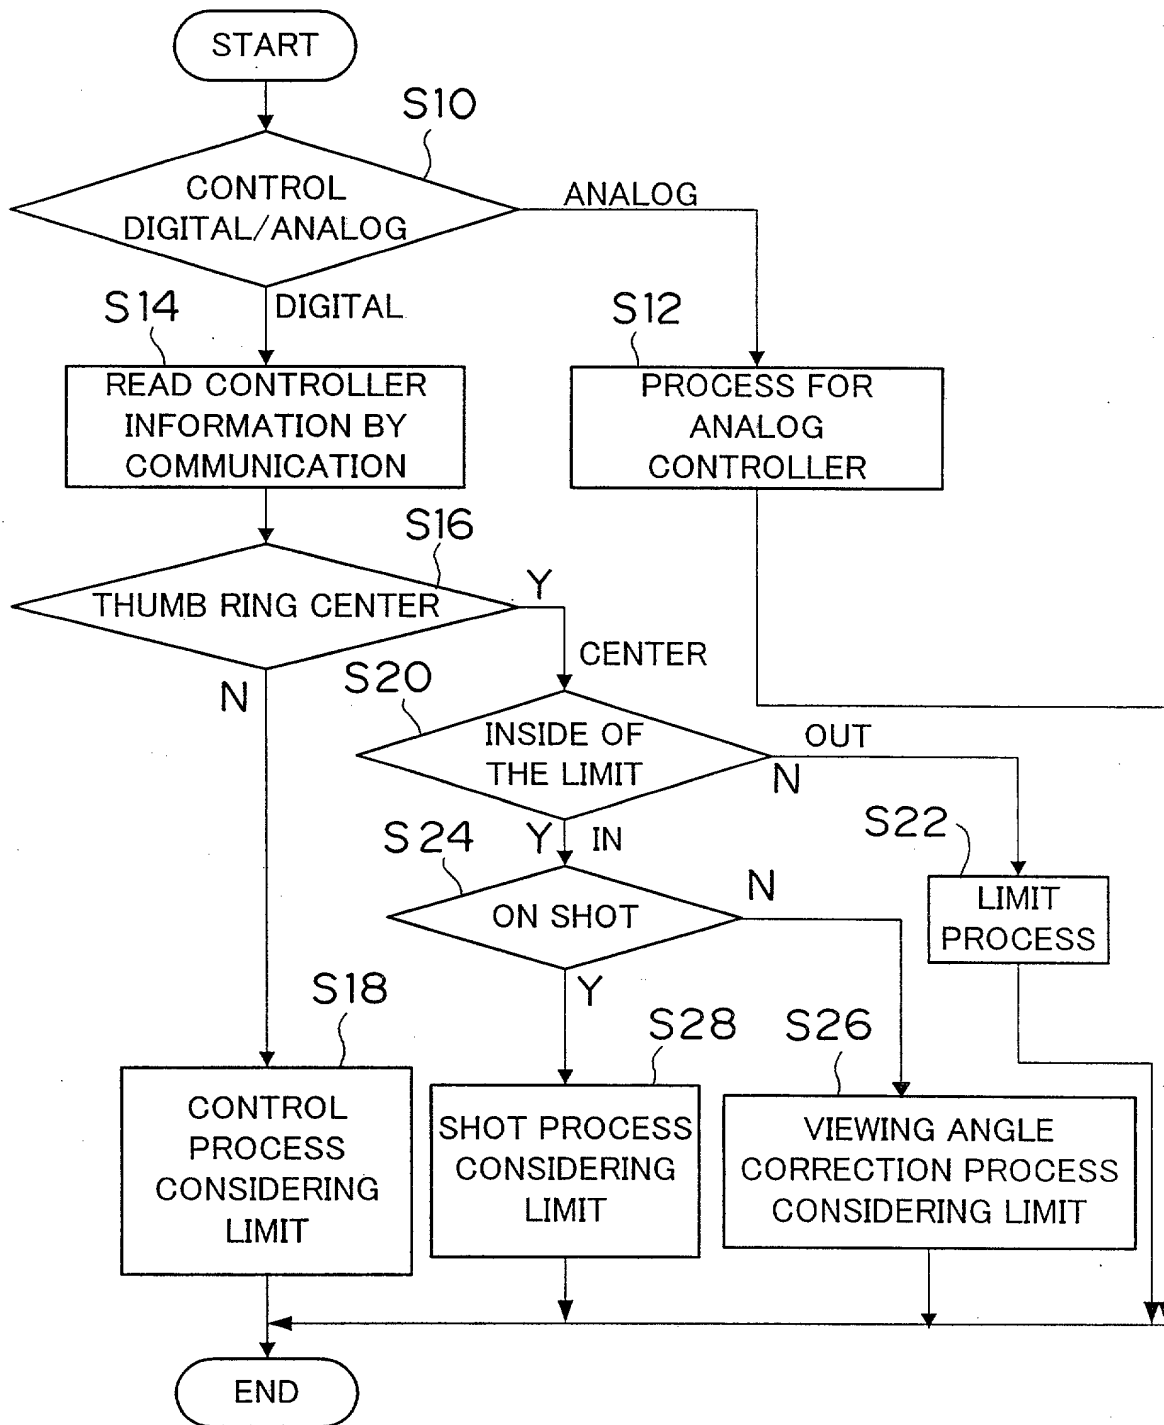 START
S10
CONTROL
DIGITAL/ANALOG
ANALOG
DIGITAL
S14
READ CONTROLLER
INFORMATION BY
COMMUNICATION
S12
PROCESS FOR
ANALOG
CONTROLLER
S16
THUMB RING CENTER
Y
CENTER
N
S20
INSIDE OF
THE LIMIT
OUT
N
Y IN
S22
LIMIT
PROCESS
S24
ON SHOT
N
Y
S18
CONTROL
PROCESS
CONSIDERING
LIMIT
S28
SHOT PROCESS
CONSIDERING
LIMIT
S26
VIEWING ANGLE
CORRECTION PROCESS
CONSIDERING LIMIT
END